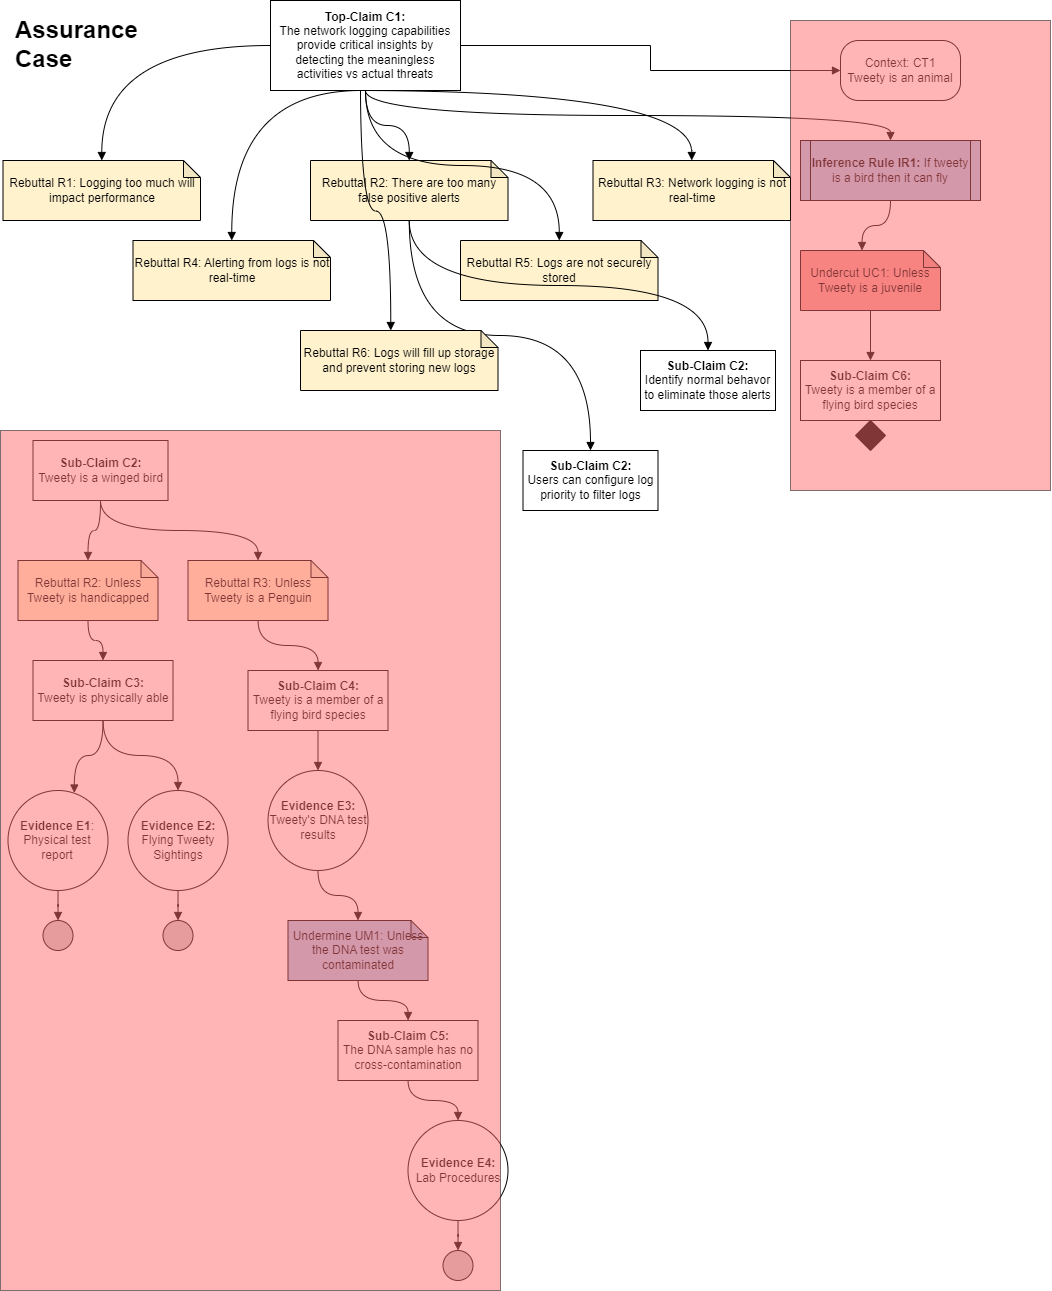 Assurance
Case
Top-Claim C1:
The network logging capabilities
provide critical insights by
detecting the meaningless
activities vs actual threats
Context: CT1
Tweety is an animal
Rebuttal R1: Logging too much will
impact performance
Rebuttal R2: There are too many
false positive alerts
Rebuttal R3: Network logging is not
real-time
Inference Rule IR1: If tweety
is a bird then it can fly
Rebuttal R4: Alerting from logs is not
real-time
Rebuttal R5: Logs are not securely
stored
Undercut UC1: Unless
Tweety is a juvenile
Rebuttal R6: Logs will fill up storage
and prevent storing new logs
Sub-Claim C2:
Identify normal behavor
to eliminate those alerts
Sub-Claim C6:
Tweety is a member of a
flying bird species
Sub-Claim C2:
Users can configure log
priority to filter logs
Sub-Claim C2:
Tweety is a winged bird
Rebuttal R2: Unless
Tweety is handicapped
Rebuttal R3: Unless
Tweety is a Penguin
Sub-Claim C3:
Tweety is physically able
Sub-Claim C4:
Tweety is a member of a
flying bird species
Evidence E1:
Physical test
report
Evidence E2:
Flying Tweety
Sightings
Evidence E3:
Tweety's DNA test
results
Undermine UM1: Unless
the DNA test was
contaminated
Sub-Claim C5:
The DNA sample has no
cross-contamination
Evidence E4:
Lab Procedures